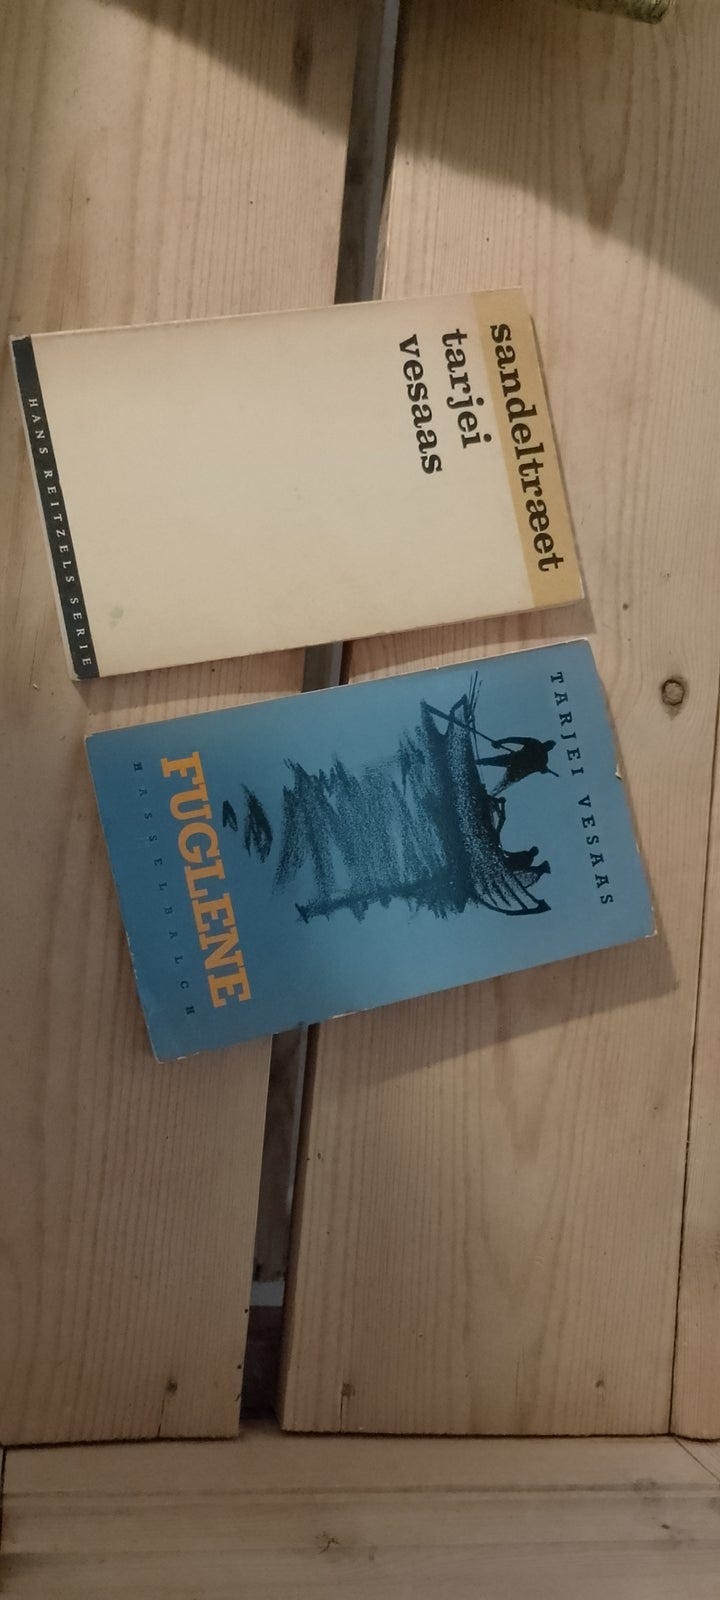 sandeltræet
tarjei
vesaas
HANS REITZELS SERIE
TARJEI VESAAS
FUGLENE
HASSELBALCH